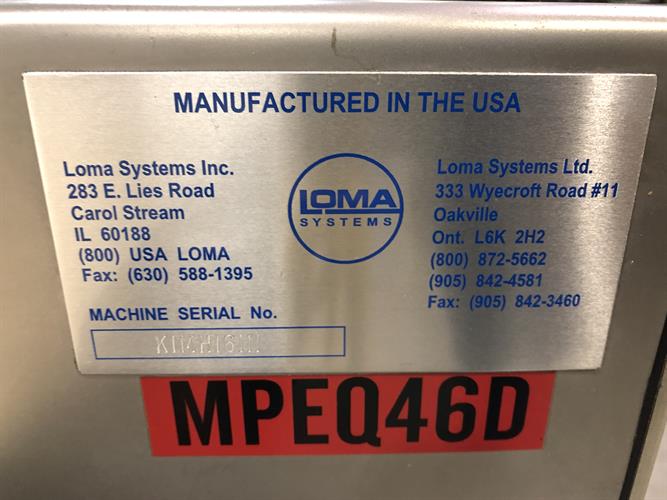 MANUFACTURED IN THE USA
Loma Systems Inc.
283 E. Lies Road
Carol Stream
IL 60188
(800) USA LOMA
Fax: (630) 588-1395
LOMA
SYSTEMS
Loma Systems Ltd.
333 Wyecroft Road #11
Oakville
Ont. L6K 2H2
(800) 872-5662
(905) 842-4581
Fax: (905) 842-3460
MACHINE SERIAL No.
MPEQ46D